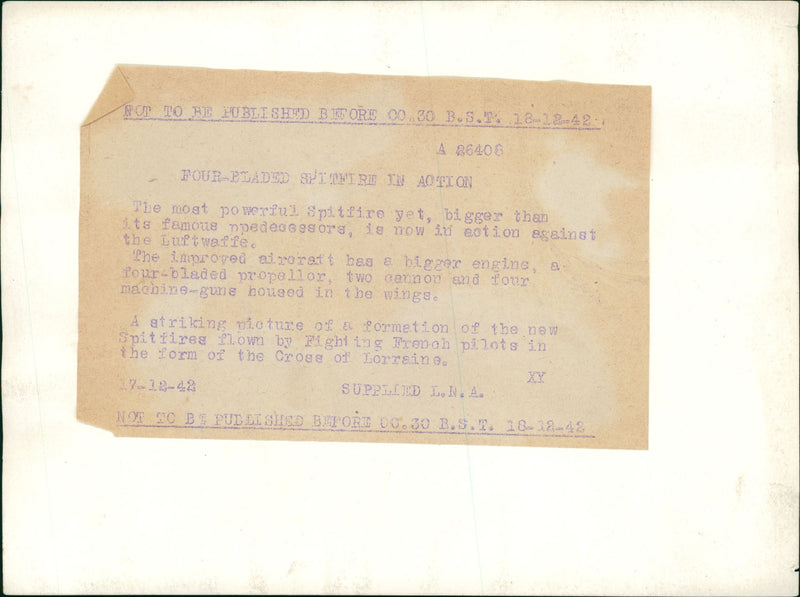 NOT TO BE PUBLISHED BEFORE 00.30 B.S.T. 18-12-42.
A 26408
FOUR-BLADED SPITFIRE IN ACTION
The most powerful Spitfire yet, bigger than
its famous ppedecessors, is now in action against
the Luftwaffe.
The improved aircraft has a bigger engine, a
four-bladed propellor, two cannon and four
machine-guns housed in the wings.
A striking picture of a formation of the new
Spitfires flown by Fighting French pilots in
the form of the Cross of Lorraine.
XY
17-12-42 SUPPLIED L.N.A.
NOT TO BE PUBLISHED BEFORE 00.30 B.S.T. 18-12-42